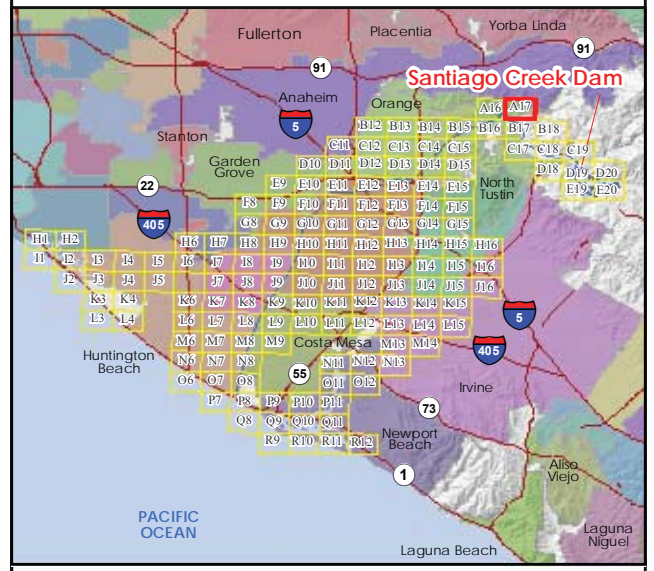 Fullerton
Placentia
Yorba Linda
91
91
Santiago Creek Dam
Anaheim
Orange
A16 A17
5
B12 B13 B14 B15 B16 B17 B18
Stanton
C11 C12 C13 C14 C15 C17 C18 C19
Garden
Grove
D10 D11 D12 D13 D14 D15 D18 D19 D20
22
E9 E10 E11 E12 E13 E14 E15 E19 E20
North
Tustin
F8 F9 F10 F11 F12 F13 F14 F15
405
G8 G9 G10 G11 G12 G13 G14 G15
H1 H2 H6 H7 H8 H9 H10 H11 H12 H13 H14 H15 H16
I1 I2 I3 I4 I5 I6 I7 I8 I9 I10 I11 I12 I13 I14 I15 I16
J2 J3 J4 J5 J7 J8 J9 J10 J11 J12 J13 J14 J15 J16
K3 K4 K6 K7 K8 K9 K10 K11 K12 K13 K14 K15
5
L3 L4 L6 L7 L8 L9 L10 L11 L12 L13 L14 L15
M6 M7 M8 M9 Costa Mesa M13 M14
405
Huntington
Beach
N6 N7 N8 N11 N12 N13
55
O6 O7 O8 O11 O12
Irvine
P7 P8 P9 P10 P11
73
Q8 Q9 Q10 Q11
Newport
Beach
R9 R10 R11 R12
1
Aliso
Viejo
PACIFIC
OCEAN
Laguna
Niguel
Laguna Beach